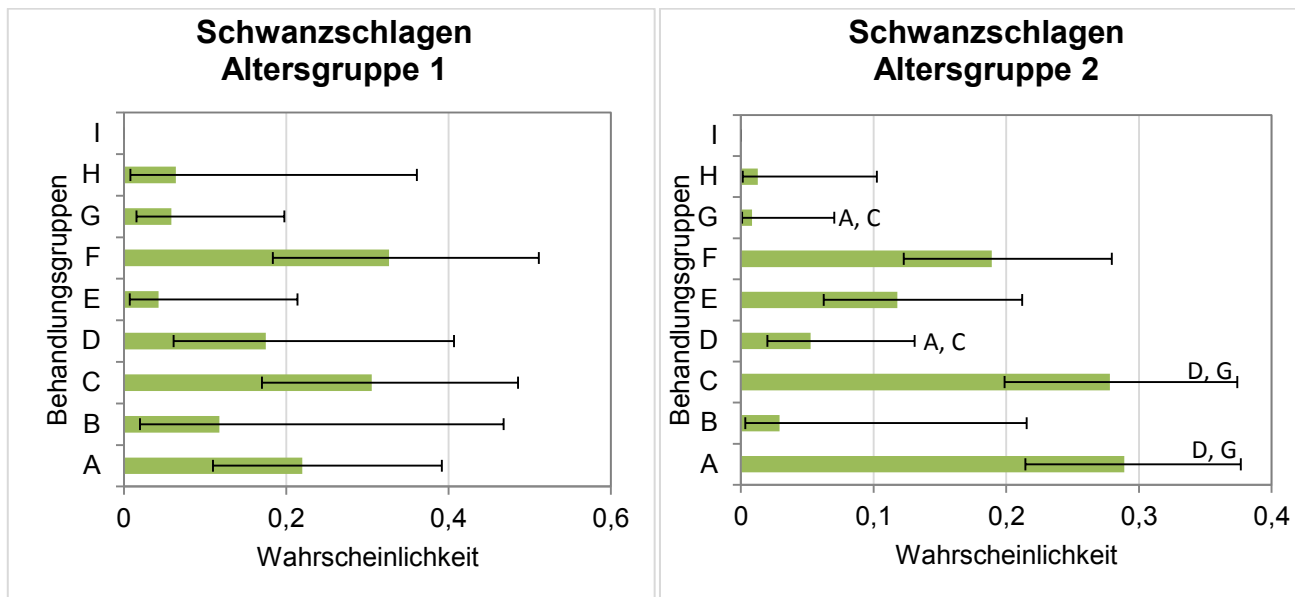 Schwanzschlagen
Altersgruppe 1
Behandlungsgruppen
I
H
G
F
E
D
C
B
A
0 0,2 0,4 0,6
Wahrscheinlichkeit
Schwanzschlagen
Altersgruppe 2
Behandlungsgruppen
I
H
G A, C
F
E
D A, C
C D, G
B
A D, G
0 0,1 0,2 0,3 0,4
Wahrscheinlichkeit